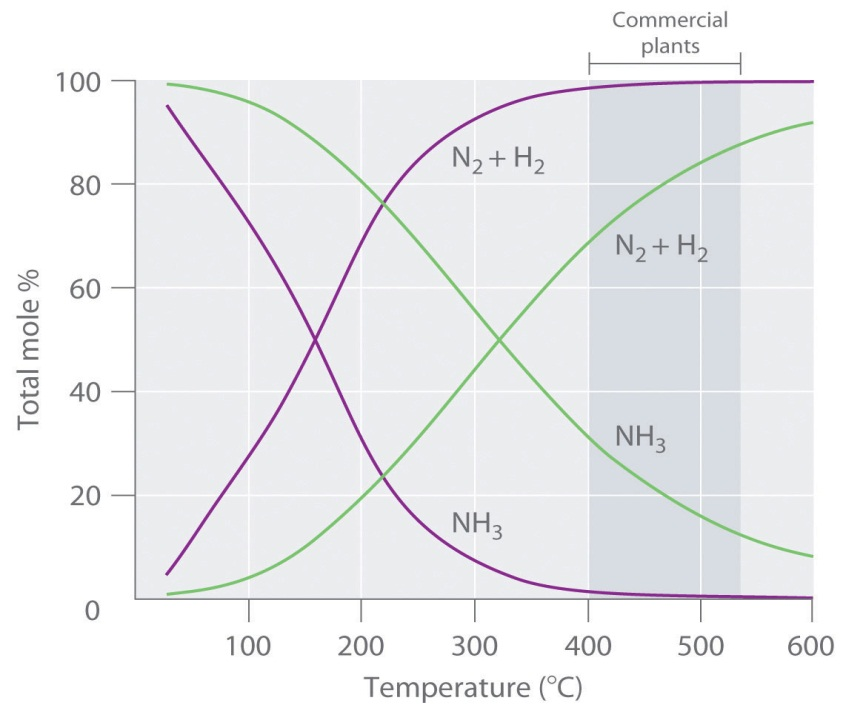 Commercial
plants
100
80
60
40
20
0
Total mole %
N₂ + H₂
N₂ + H₂
NH₃
NH₃
100
200
300
400
500
600
Temperature (°C)